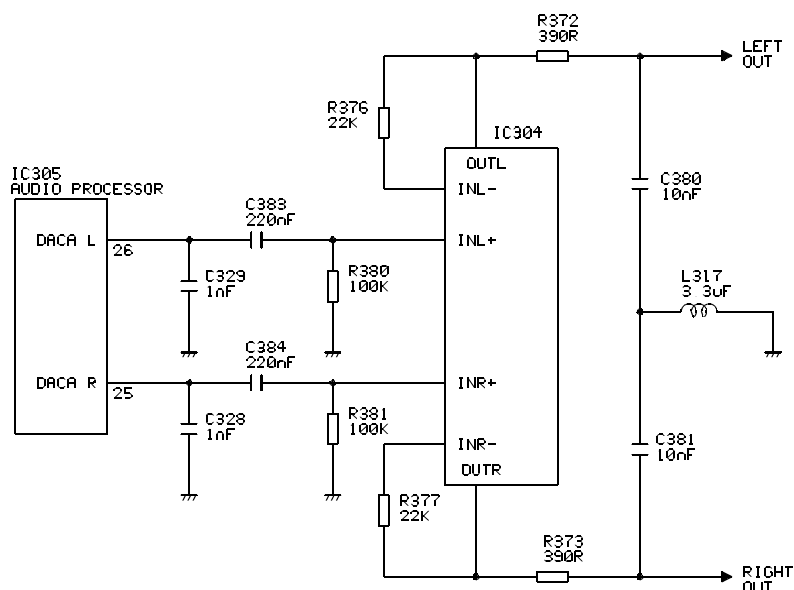 R372
390R
LEFT
OUT
R376
22K
IC304
OUTL
IC305
AUDIO PROCESSOR
INL-
C380
10nF
C383
220nF
DACA L
26
INL+
C329
1nF
R380
100K
L317
3 3uF
C384
220nF
DACA R
25
INR+
C328
1nF
R381
100K
INR-
C381
10nF
OUTR
R377
22K
R373
390R
RIGHT
OUT